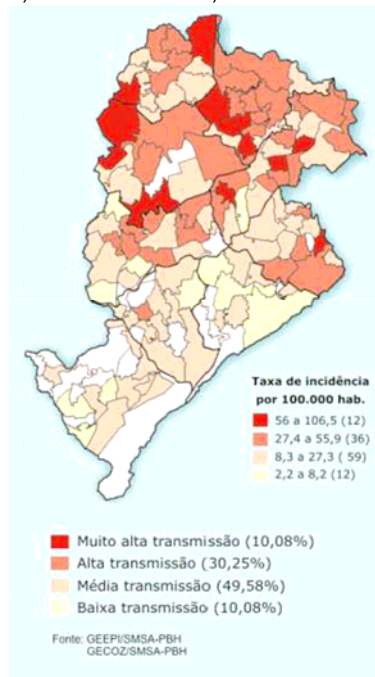 Taxa de incidência
por 100.000 hab.
56 a 106,5 (12)
27,4 a 55,9 (36)
8,3 a 27,3 ( 59)
2,2 a 8,2 (12)
Muito alta transmissão (10,08%)
Alta transmissão (30,25%)
Média transmissão (49,58%)
Baixa transmissão (10,08%)
Fonte: GEEPI/SMSA-PBH
GECOZ/SMSA-PBH